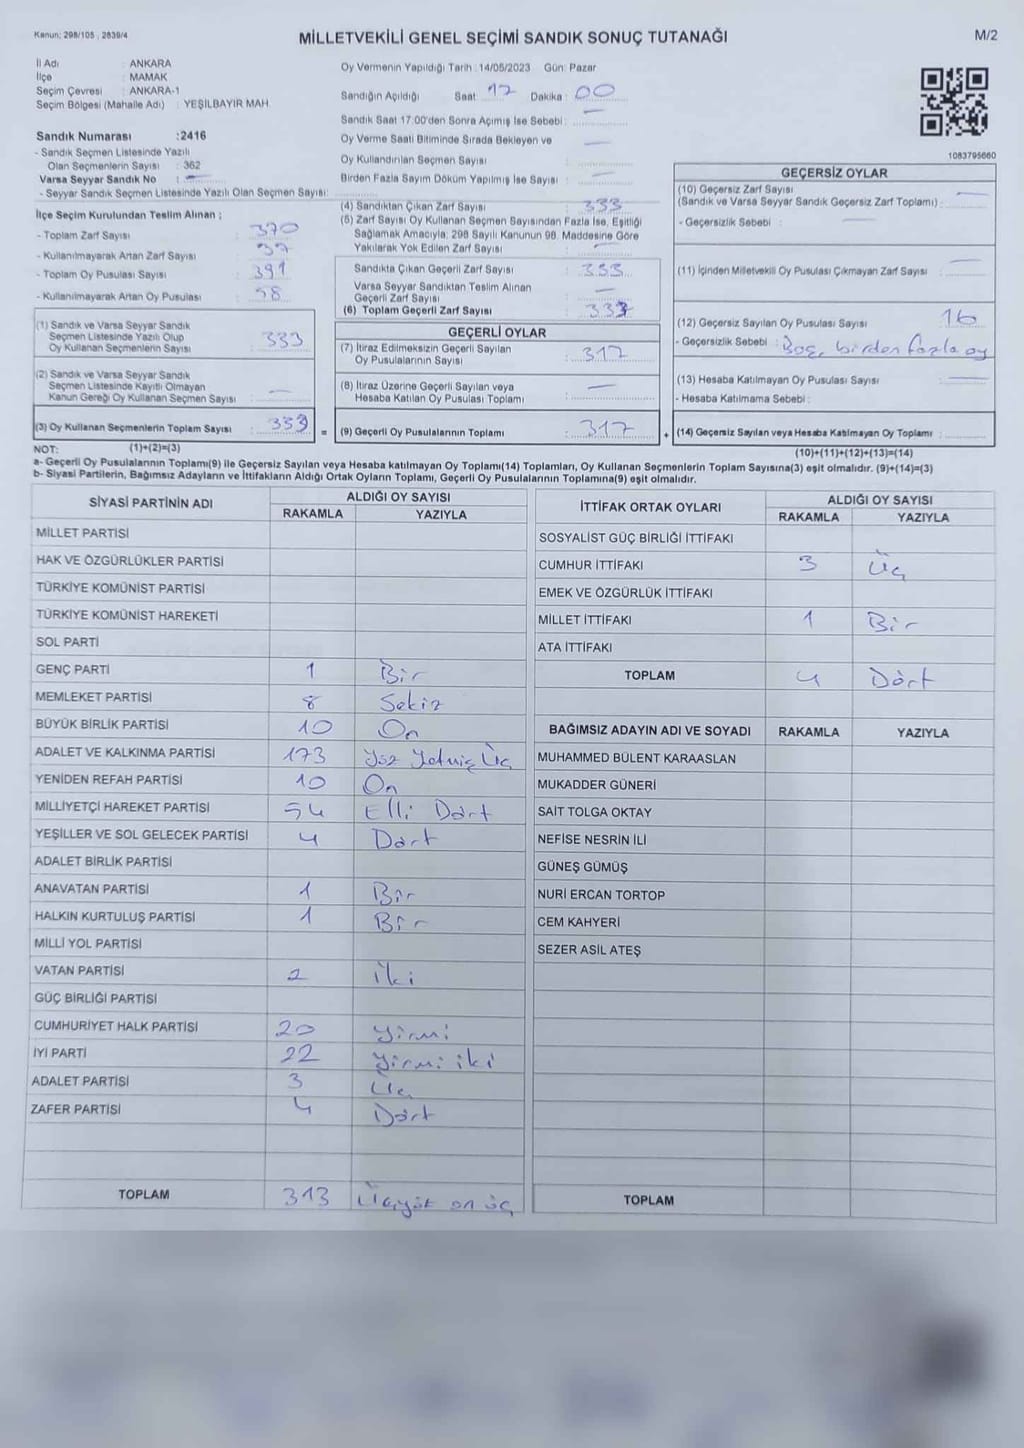 Kanun; 298/105 , 2839/4
MİLLETVEKİLİ GENEL SEÇİMİ SANDIK SONUÇ TUTANAĞI
M/2
İl Adı : ANKARA
İlçe : MAMAK
Seçim Çevresi : ANKARA-1
Seçim Bölgesi (Mahalle Adı) : YEŞİLBAYIR MAH.
Sandık Numarası :2416
- Sandık Seçmen Listesinde Yazılı
Olan Seçmenlerin Sayısı : 362
Varsa Seyyar Sandık No : —
- Seyyar Sandık Seçmen Listesinde Yazılı Olan Seçmen Sayısı:
İlçe Seçim Kurulundan Teslim Alınan ;
- Toplam Zarf Sayısı : 370
- Kullanılmayarak Artan Zarf Sayısı : 37
- Toplam Oy Pusulası Sayısı : 391
- Kullanılmayarak Artan Oy Pusulası : 58
(1) Sandık ve Varsa Seyyar Sandık
Seçmen Listesinde Yazılı Olup
Oy Kullanan Seçmenlerin Sayısı : 333
(2) Sandık ve Varsa Seyyar Sandık
Seçmen Listesine Kayıtlı Olmayan
Kanun Gereği Oy Kullanan Seçmen Sayısı : —
(3) Oy Kullanan Seçmenlerin Toplam Sayısı : 333
Oy Vermenin Yapıldığı Tarih : 14/05/2023 Gün: Pazar
Sandığın Açıldığı Saat : 17 Dakika : 00
Sandık Saat 17:00'den Sonra Açımış İse Sebebi : —
Oy Verme Saati Bitiminde Sırada Bekleyen ve
Oy Kullandırılan Seçmen Sayısı : —
Birden Fazla Sayım Döküm Yapılmış İse Sayısı : —
(4) Sandıktan Çıkan Zarf Sayısı : 333
(5) Zarf Sayısı Oy Kullanan Seçmen Sayısından Fazla İse, Eşitliği
Sağlamak Amacıyla; 298 Sayılı Kanunun 98. Maddesine Göre
Yakılarak Yok Edilen Zarf Sayısı : —
Sandıkta Çıkan Geçerli Zarf Sayısı : 333
Varsa Seyyar Sandıktan Teslim Alınan
Geçerli Zarf Sayısı : —
(6) Toplam Geçerli Zarf Sayısı : 333
GEÇERLİ OYLAR
(7) İtiraz Edilmeksizin Geçerli Sayılan
Oy Pusulalarının Sayısı : 317
(8) İtiraz Üzerine Geçerli Sayılan veya
Hesaba Katılan Oy Pusulası Toplamı : —
= (9) Geçerli Oy Pusulalarının Toplamı : 317
1083795660
GEÇERSİZ OYLAR
(10) Geçersiz Zarf Sayısı —
(Sandık ve Varsa Seyyar Sandık Geçersiz Zarf Toplamı) :
- Geçersizlik Sebebi : —
(11) İçinden Milletvekili Oy Pusulası Çıkmayan Zarf Sayısı : —
(12) Geçersiz Sayılan Oy Pusulası Sayısı : 16
- Geçersizlik Sebebi : Boş, birden fazla oy
(13) Hesaba Katılmayan Oy Pusulası Sayısı : —
- Hesaba Katılmama Sebebi :
+ (14) Geçersiz Sayılan veya Hesaba Katılmayan Oy Toplamı :
NOT: (1)+(2)=(3) (10)+(11)+(12)+(13)=(14)
a- Geçerli Oy Pusulalarının Toplamı(9) ile Geçersiz Sayılan veya Hesaba katılmayan Oy Toplamı(14) Toplamları, Oy Kullanan Seçmenlerin Toplam Sayısına(3) eşit olmalıdır. (9)+(14)=(3)
b- Siyasi Partilerin, Bağımsız Adayların ve İttifakların Aldığı Ortak Oyların Toplamı, Geçerli Oy Pusulalarının Toplamına(9) eşit olmalıdır.
SİYASİ PARTİNİN ADI ALDIĞI OY SAYISI
RAKAMLA YAZIYLA
MİLLET PARTİSİ
HAK VE ÖZGÜRLÜKLER PARTİSİ
TÜRKİYE KOMÜNİST PARTİSİ
TÜRKİYE KOMÜNİST HAREKETİ
SOL PARTİ
GENÇ PARTİ 1 Bir
MEMLEKET PARTİSİ 8 Sekiz
BÜYÜK BİRLİK PARTİSİ 10 On
ADALET VE KALKINMA PARTİSİ 173 Yüz Yetmiş Üç
YENİDEN REFAH PARTİSİ 10 On
MİLLİYETÇİ HAREKET PARTİSİ 54 Elli Dört
YEŞİLLER VE SOL GELECEK PARTİSİ 4 Dört
ADALET BİRLİK PARTİSİ
ANAVATAN PARTİSİ 1 Bir
HALKIN KURTULUŞ PARTİSİ 1 Bir
MİLLİ YOL PARTİSİ
VATAN PARTİSİ 2 İki
GÜÇ BİRLİĞİ PARTİSİ
CUMHURİYET HALK PARTİSİ 20 Yirmi
İYİ PARTİ 22 Yirmi iki
ADALET PARTİSİ 3 Üç
ZAFER PARTİSİ 4 Dört
TOPLAM 313 Üçyüz on üç
İTTİFAK ORTAK OYLARI ALDIĞI OY SAYISI
RAKAMLA YAZIYLA
SOSYALİST GÜÇ BİRLİĞİ İTTİFAKI
CUMHUR İTTİFAKI 3 Üç
EMEK VE ÖZGÜRLÜK İTTİFAKI
MİLLET İTTİFAKI 1 Bir
ATA İTTİFAKI
TOPLAM 4 Dört
BAĞIMSIZ ADAYIN ADI VE SOYADI RAKAMLA YAZIYLA
MUHAMMED BÜLENT KARAASLAN
MUKADDER GÜNERİ
SAİT TOLGA OKTAY
NEFİSE NESRİN İLİ
GÜNEŞ GÜMÜŞ
NURİ ERCAN TORTOP
CEM KAHYERİ
SEZER ASİL ATEŞ
TOPLAM